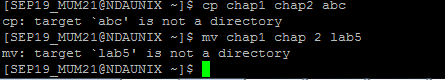 [SEP19_MUM21@NDAUNIX ~]$ cp chap1 chap2 abc
cp: target `abc' is not a directory
[SEP19_MUM21@NDAUNIX ~]$ mv chap1 chap 2 lab5
mv: target `lab5' is not a directory
[SEP19_MUM21@NDAUNIX ~]$